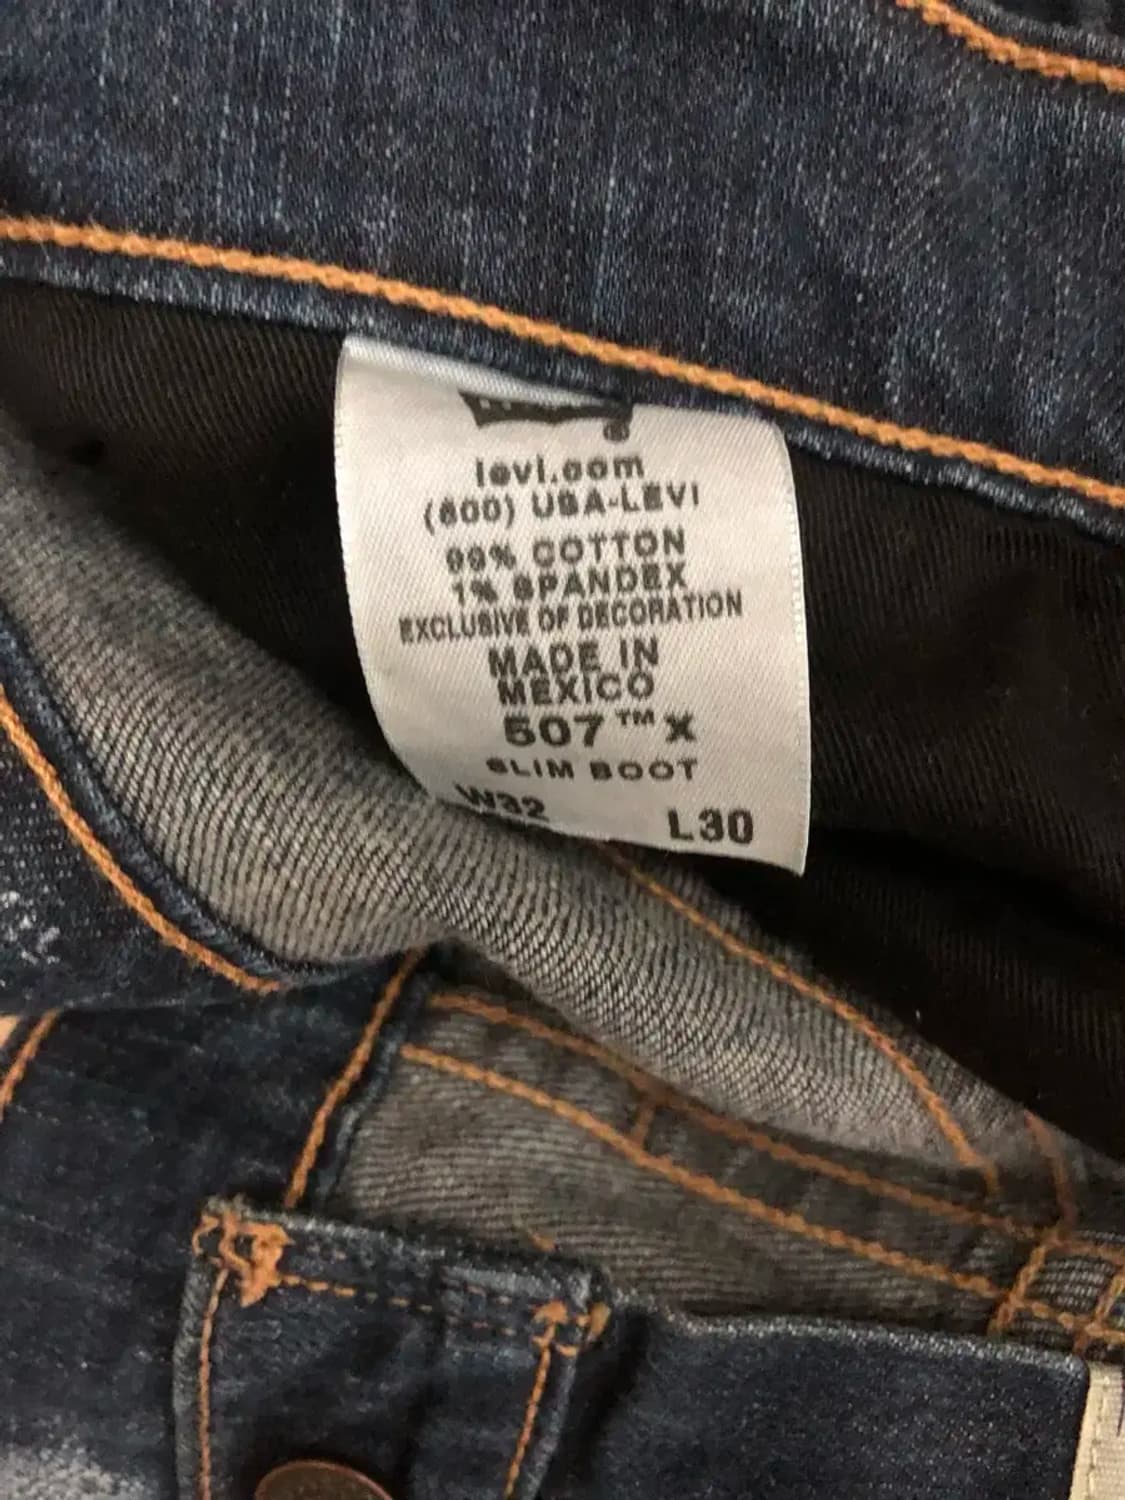 levi.com
(800) USA-LEVI
99% COTTON
1% SPANDEX
EXCLUSIVE OF DECORATION
MADE IN
MEXICO
507™ X
SLIM BOOT
W32 L30